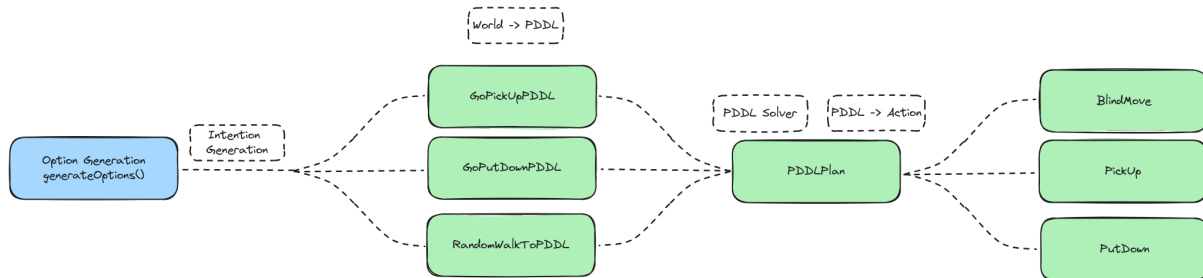 World -> PDDL
GoPickUpPDDL
BlindMove
PDDL Solver
PDDL -> Action
Intention
Generation
Option Generation
generateOptions()
GoPutDownPDDL
PDDLPlan
PickUp
RandomWalkToPDDL
PutDown